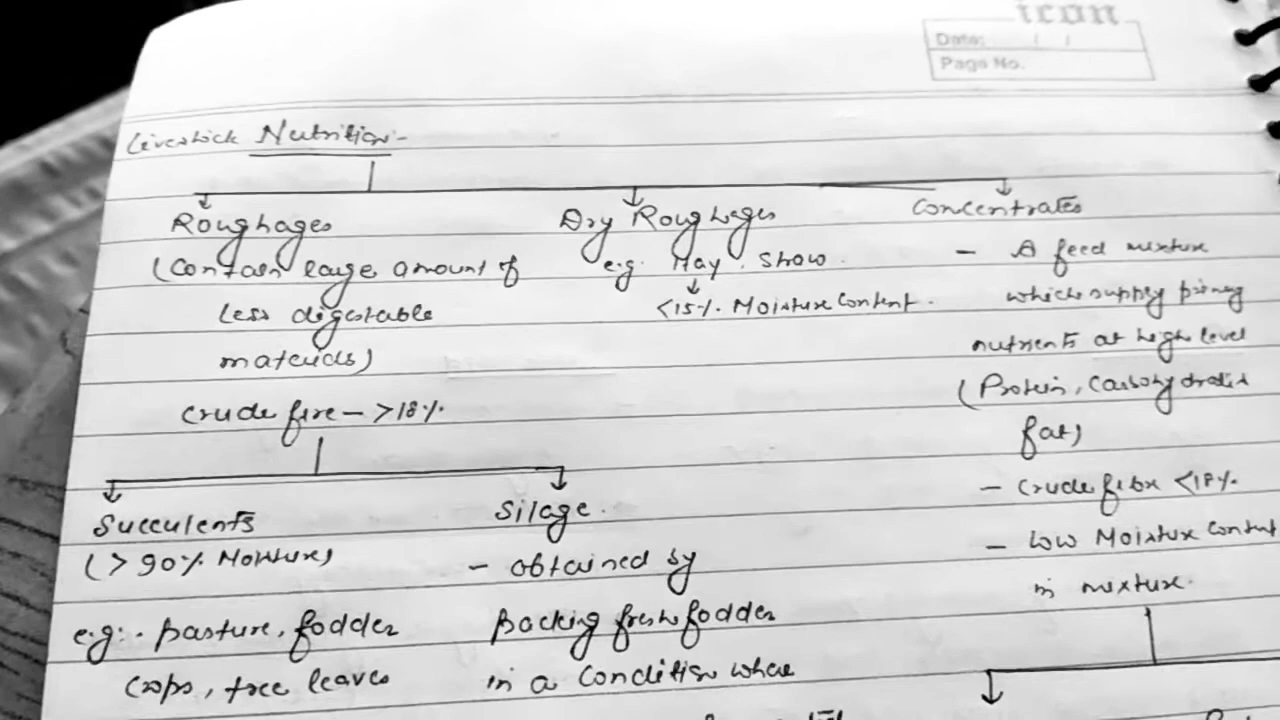 icon
Date: / /
Page No.
Livestock Nutrition:-
Roughages
(Contain large amount of
less digestable
materials)
Crude fire - >18%
Succulents
(>90% Moisture)
e.g:- pasture, fodder
crops, tree leaves
Silage.
- obtained by
Packing fresh fodder
in a condition where
Dry Roughages
e.g. Hay, Straw.
<15% Moisture Content.
Concentrates
- A feed mixture
which supply primary
nutrients at high level
(Protein, Carbohydrates
fat)
- Crude fibre <18%
- Low Moisture Content
in mixture.